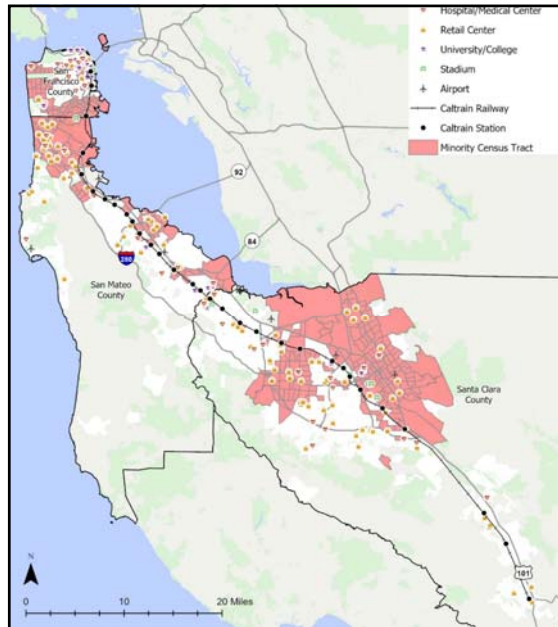 Hospital/Medical Center
Retail Center
University/College
Stadium
Airport
Caltrain Railway
Caltrain Station
Minority Census Tract
San
Francisco
County
92
84
280
San Mateo
County
Santa Clara
County
101
N
0 10 20 Miles